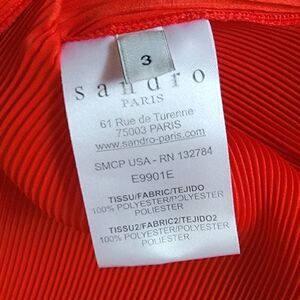 3
sandro
PARIS
61 Rue de Turenne
75003 PARIS
www.sandro-paris.com
SMCP USA - RN 132784
E9901E
TISSU/FABRIC/TEJIDO
100% POLYESTER/POLYESTER
POLIESTER
TISSU2/FABRIC2/TEJIDO2
100% POLYESTER/POLYESTER
POLIESTER